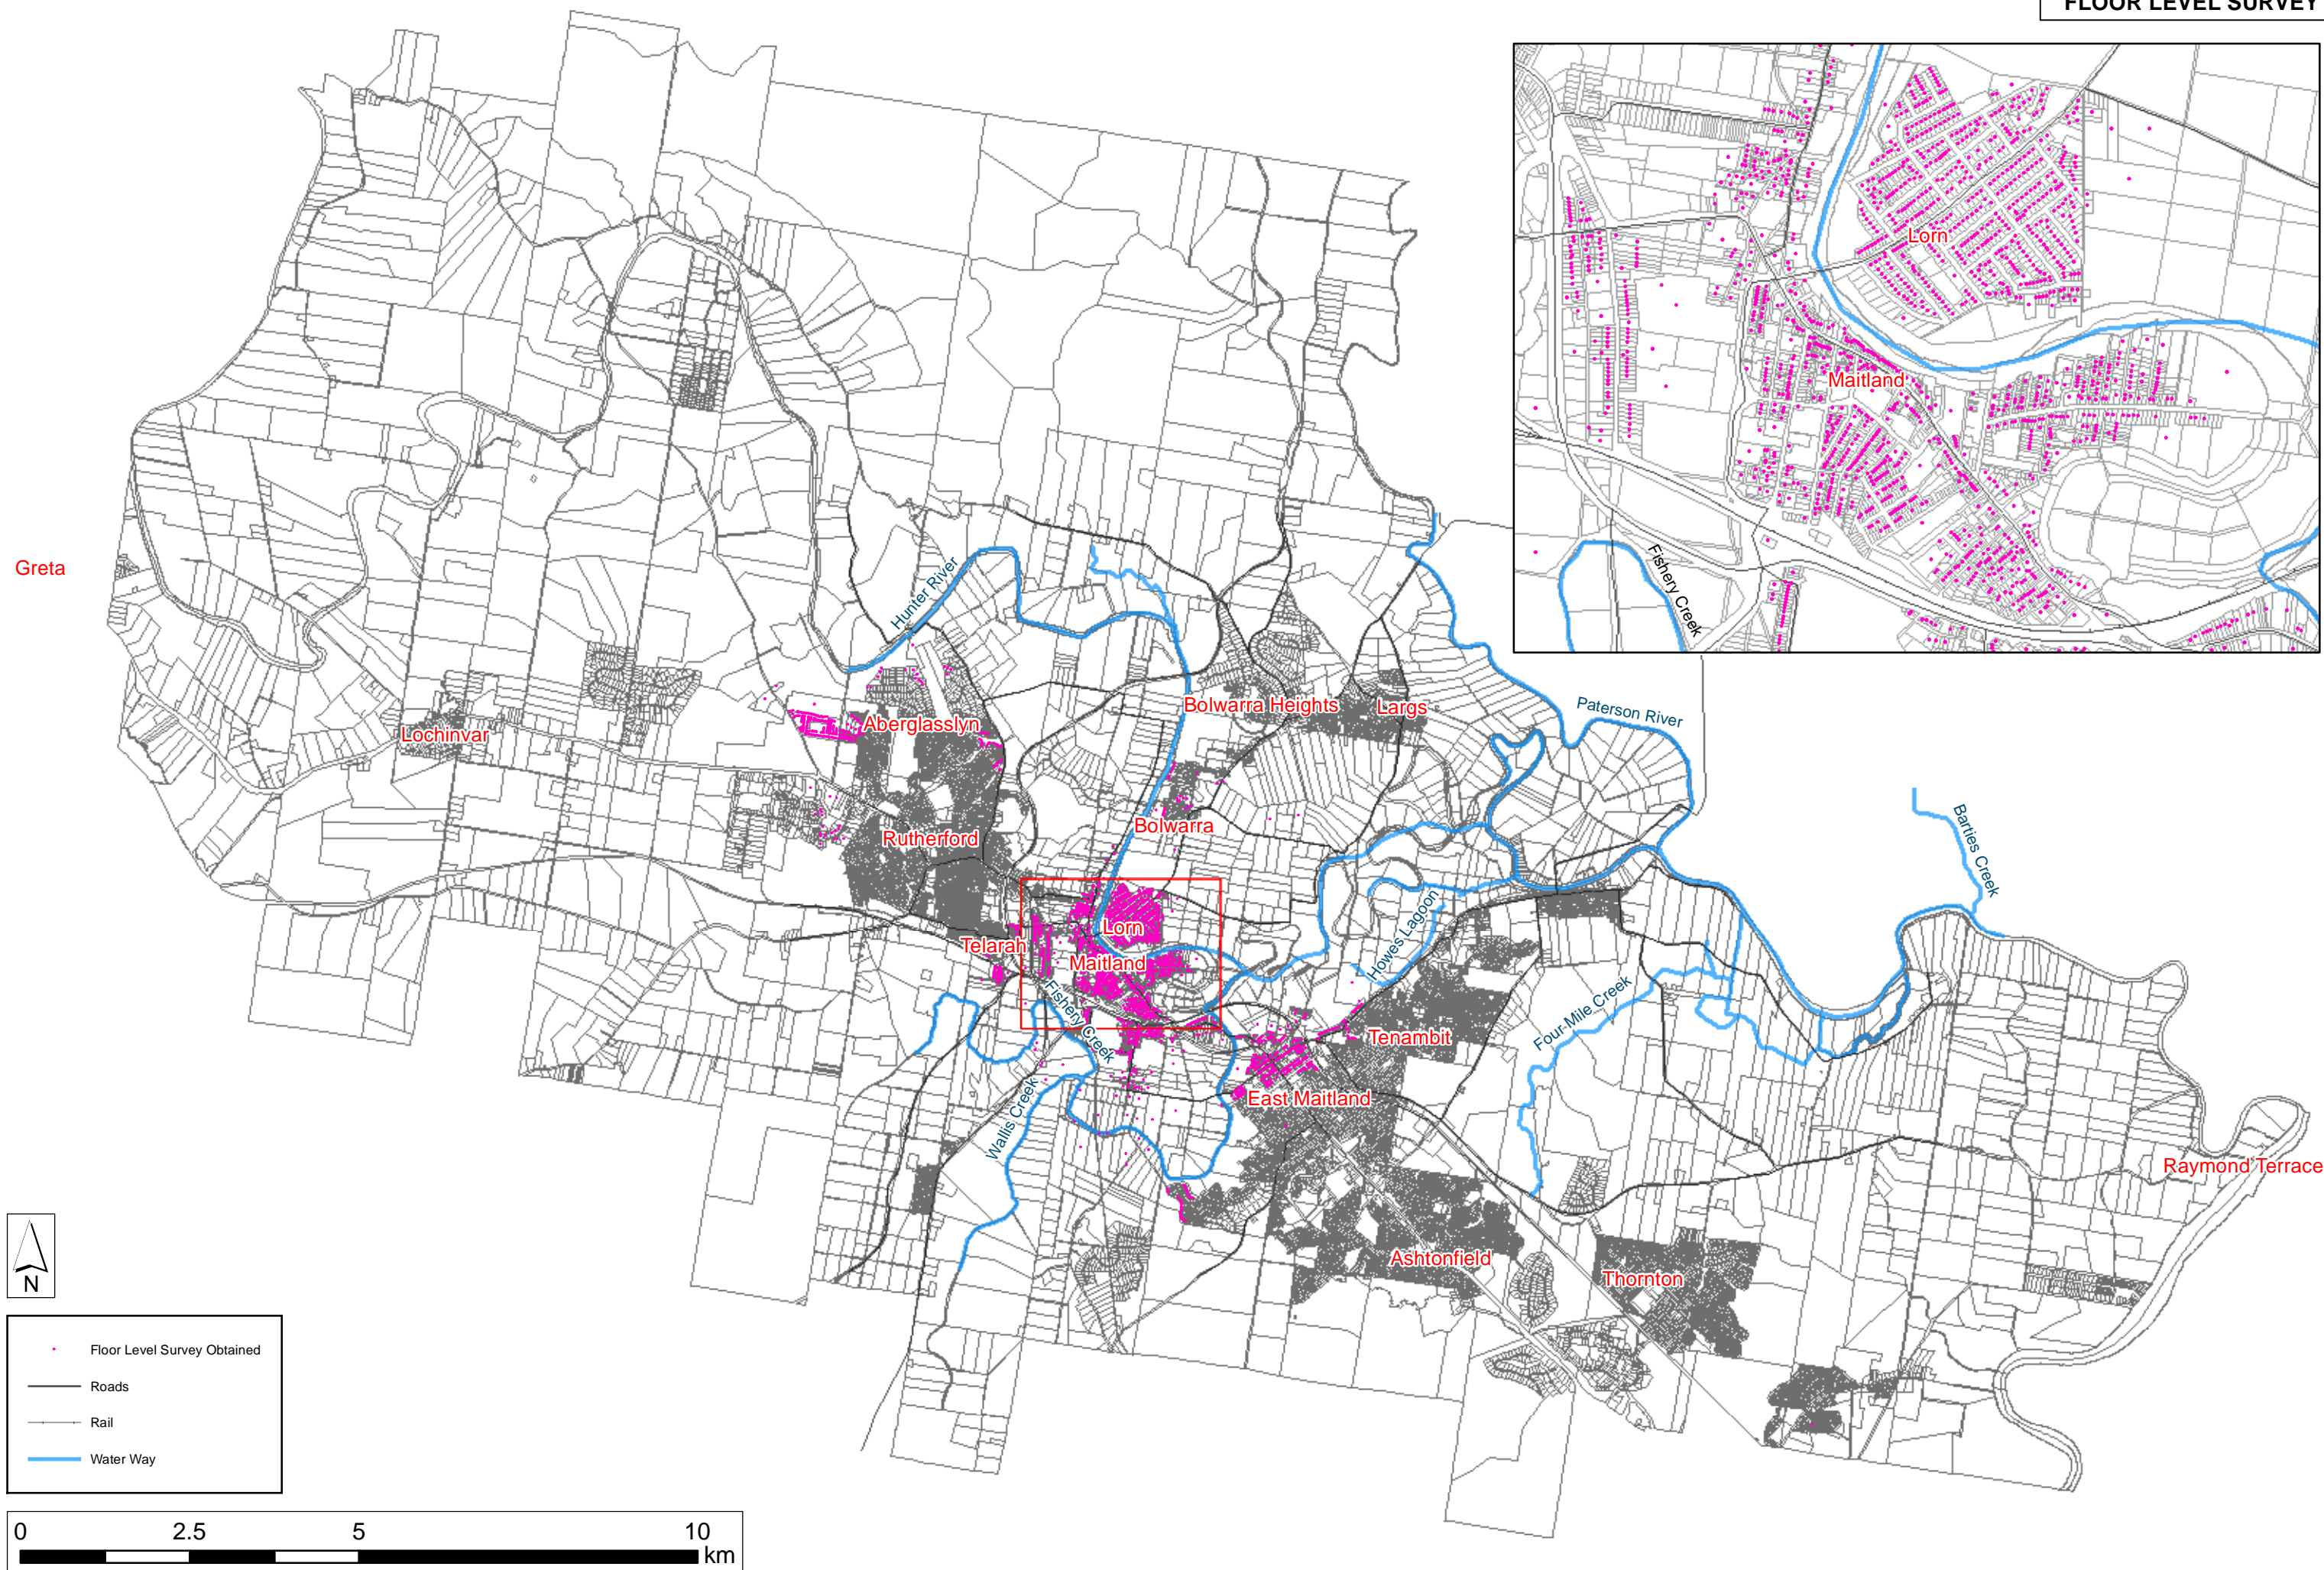 FLOOR LEVEL SURVEY
Lorn
Maitland
Fishery Creek
Greta
Hunter River
Bolwarra Heights
Largs
Paterson River
Aberglasslyn
Lochinvar
Bolwarra
Barties Creek
Rutherford
Lorn
Howes Lagoon
Telarah
Maitland
Fishery Creek
Four Mile Creek
Tenambit
Wallis Creek
East Maitland
Raymond Terrace
Ashtonfield
Thornton
N
Floor Level Survey Obtained
Roads
Rail
Water Way
0 2.5 5 10
km